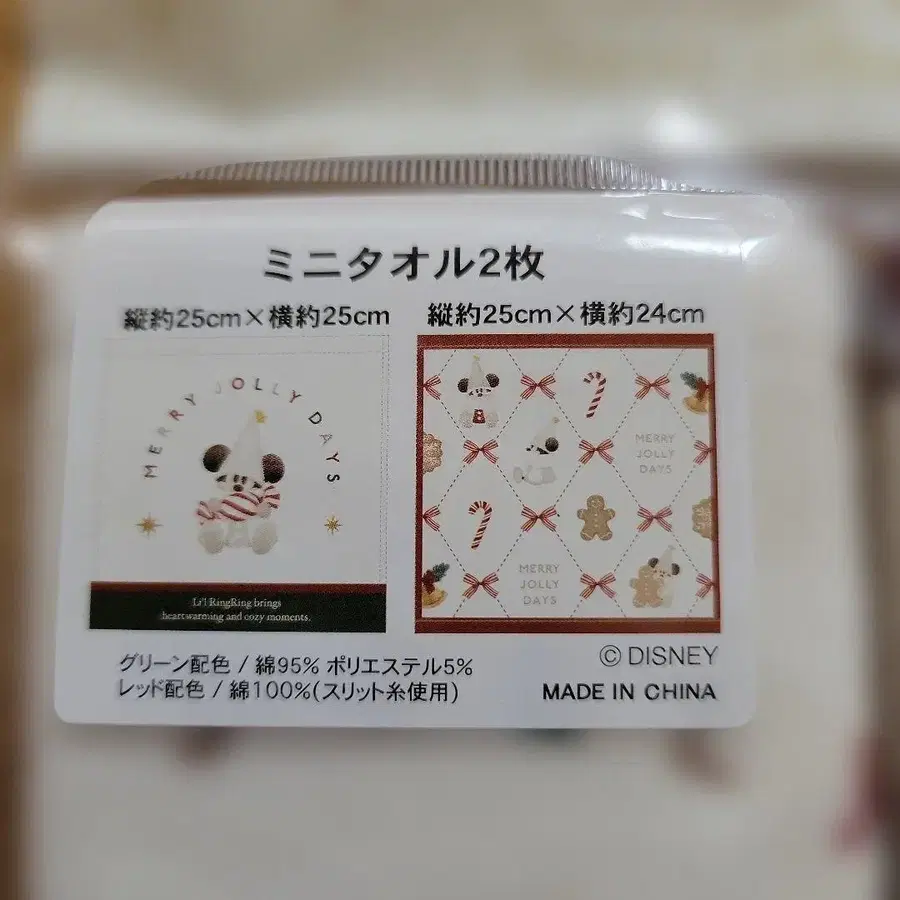 ミニタオル2枚
縦約25cm×横約25cm
縦約25cm×横約24cm
MERRY JOLLY DAYS
Li'l RingRing brings
heartwarming and cozy moments.
MERRY
JOLLY
DAYS
MERRY
JOLLY
DAYS
グリーン配色 / 綿95% ポリエステル5%
レッド配色 / 綿100%(スリット糸使用)
©DISNEY
MADE IN CHINA